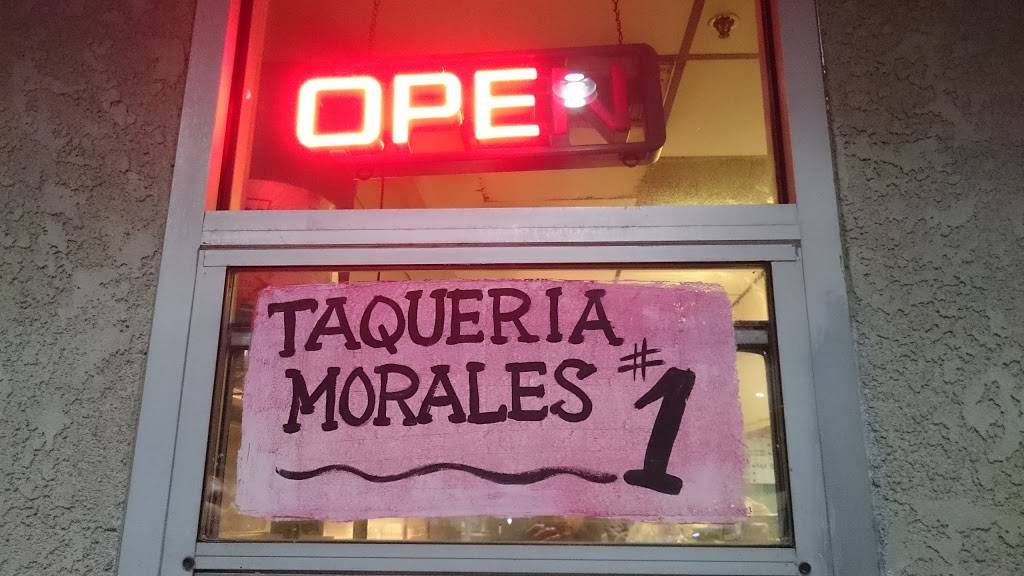 OPEN
TAQUERIA
MORALES #1